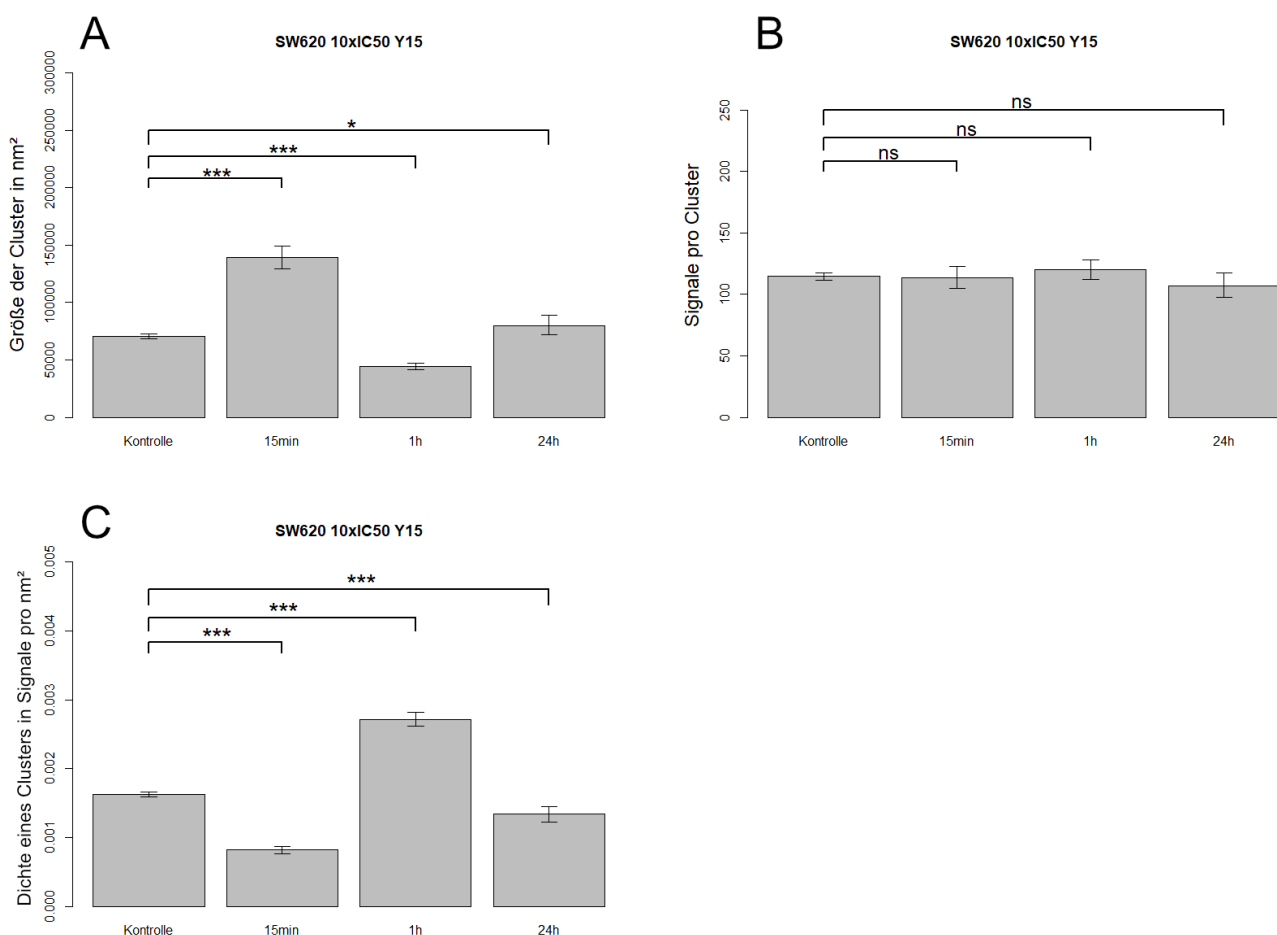 A
SW620 10xIC50 Y15
Größe der Cluster in nm²
300000
250000
200000
150000
100000
50000
0
*
***
***
Kontrolle 15min 1h 24h
B
SW620 10xIC50 Y15
Signale pro Cluster
250
200
150
100
50
0
ns
ns
ns
Kontrolle 15min 1h 24h
C
SW620 10xIC50 Y15
Dichte eines Clusters in Signale pro nm²
0.005
0.004
0.003
0.002
0.001
0.000
***
***
***
Kontrolle 15min 1h 24h